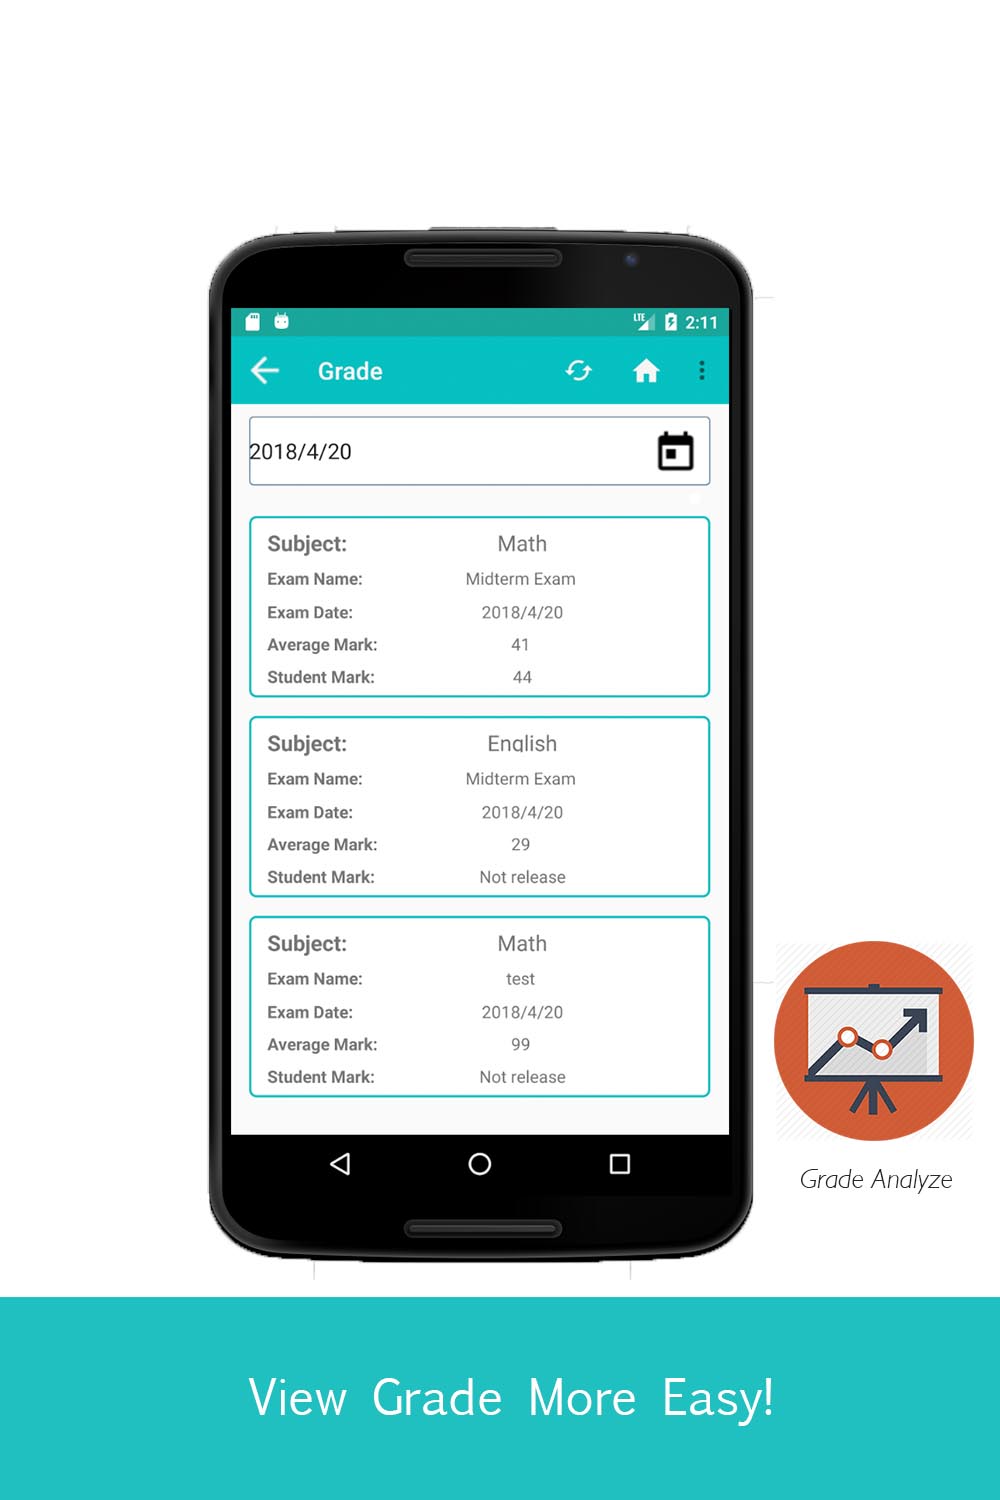 LTE 2:11
Grade
2018/4/20
Subject: Math
Exam Name: Midterm Exam
Exam Date: 2018/4/20
Average Mark: 41
Student Mark: 44
Subject: English
Exam Name: Midterm Exam
Exam Date: 2018/4/20
Average Mark: 29
Student Mark: Not release
Subject: Math
Exam Name: test
Exam Date: 2018/4/20
Average Mark: 99
Student Mark: Not release
Grade Analyze
View Grade More Easy!